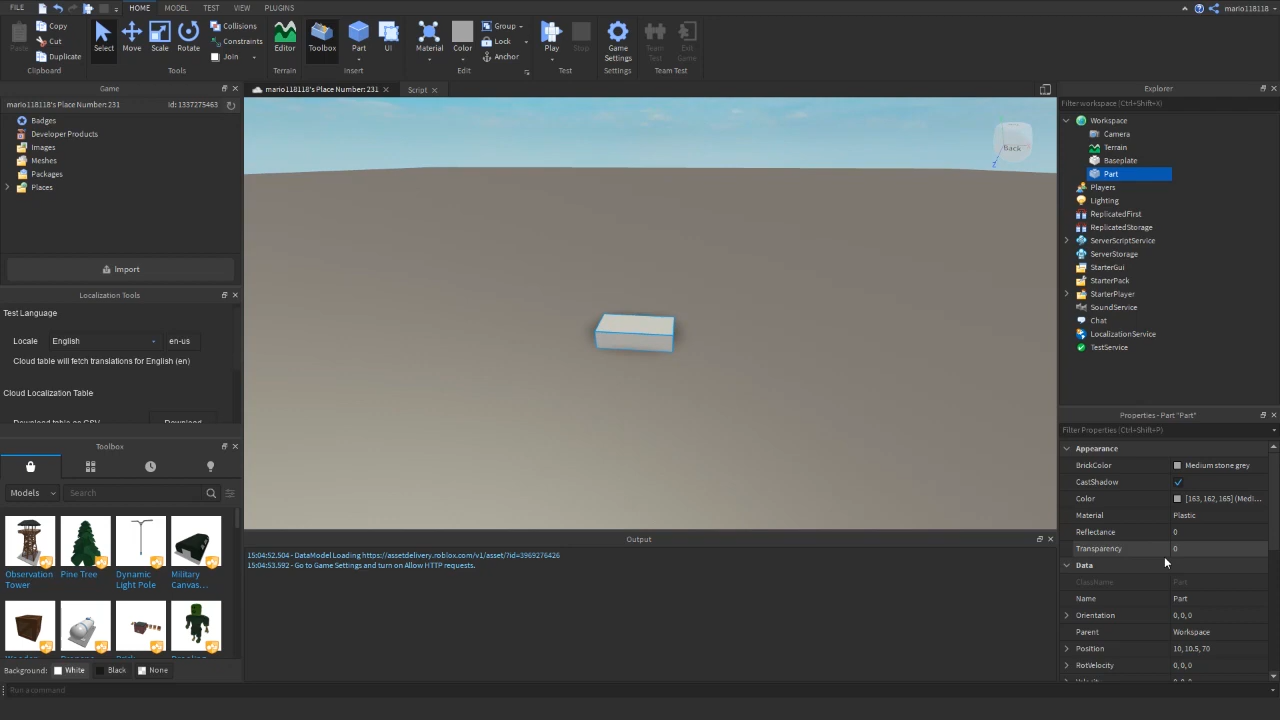 FILE HOME MODEL TEST VIEW PLUGINS mario118118
Paste Copy Cut Duplicate Clipboard
Select Move Scale Rotate Collisions Constraints Join Tools
Editor Terrain
Toolbox Part UI Insert
Material Color Group Lock Anchor Edit
Play Stop Test
Game Settings Settings
Team Test Exit Game Team Test
Game
mario118118's Place Number: 231 Id: 1337275463
Badges
Developer Products
Images
Meshes
Packages
Places
Import
Localization Tools
Test Language
Locale English en-us
Cloud table will fetch translations for English (en)
Cloud Localization Table
Download table as CSV Download
Toolbox
Models Search
Observation Tower
Pine Tree
Dynamic Light Pole
Military Canvas...
Background: White Black None
Run a command
mario118118's Place Number: 231 Script
Back
Z
Output
15:04:52.504 - DataModel Loading https://assetdelivery.roblox.com/v1/asset/?id=3969276426
15:04:53.592 - Go to Game Settings and turn on Allow HTTP requests.
Explorer
Filter workspace (Ctrl+Shift+X)
Workspace
Camera
Terrain
Baseplate
Part
Players
Lighting
ReplicatedFirst
ReplicatedStorage
ServerScriptService
ServerStorage
StarterGui
StarterPack
StarterPlayer
SoundService
Chat
LocalizationService
TestService
Properties - Part "Part"
Filter Properties (Ctrl+Shift+P)
Appearance
BrickColor Medium stone grey
CastShadow
Color [163, 162, 165] (Medi...
Material Plastic
Reflectance 0
Transparency 0
Data
ClassName Part
Name Part
Orientation 0, 0, 0
Parent Workspace
Position 10, 10.5, 70
RotVelocity 0, 0, 0